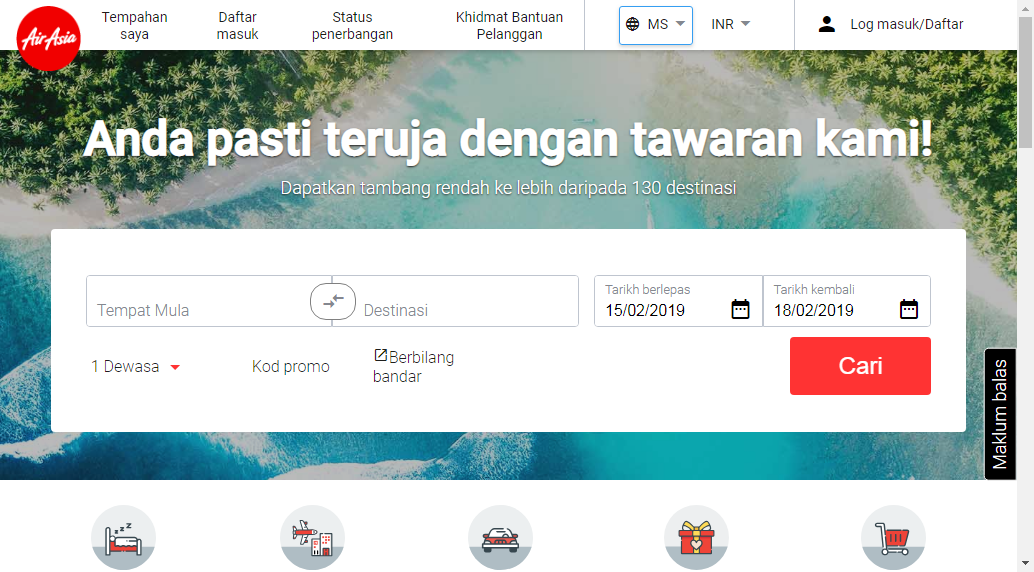 AirAsia
Tempahan
saya
Daftar
masuk
Status
penerbangan
Khidmat Bantuan
Pelanggan
MS
INR
Log masuk/Daftar
Anda pasti teruja dengan tawaran kami!
Dapatkan tambang rendah ke lebih daripada 130 destinasi
Tempat Mula
Destinasi
Tarikh berlepas
15/02/2019
Tarikh kembali
18/02/2019
1 Dewasa
Kod promo
Berbilang
bandar
Cari
Maklum balas
z z z